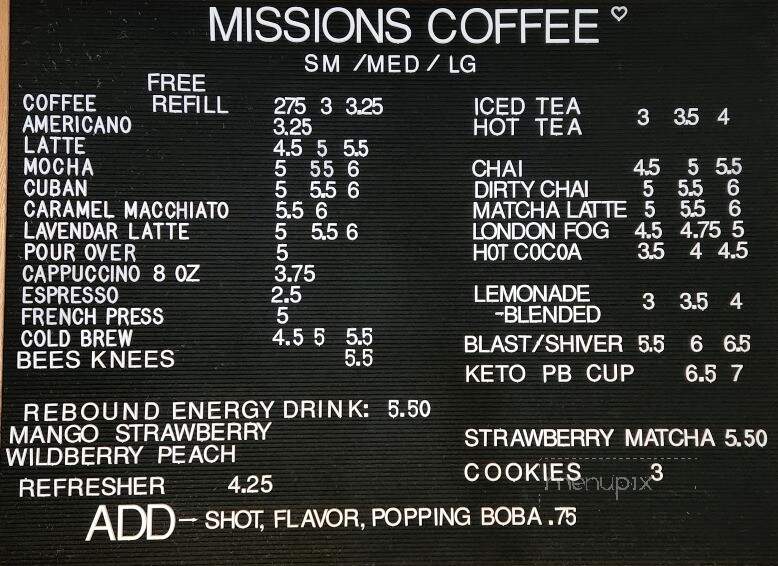 MISSIONS COFFEE ♡
SM /MED / LG
FREE
COFFEE REFILL 275 3 3.25
AMERICANO 3.25
LATTE 4.5 5 5.5
MOCHA 5 55 6
CUBAN 5 5.5 6
CARAMEL MACCHIATO 5.5 6
LAVENDAR LATTE 5 5.5 6
POUR OVER 5
CAPPUCCINO 8 OZ 3.75
ESPRESSO 2.5
FRENCH PRESS 5
COLD BREW 4.5 5 5.5
BEES KNEES 5.5
ICED TEA
HOT TEA 3 3.5 4
CHAI 4.5 5 5.5
DIRTY CHAI 5 5.5 6
MATCHA LATTE 5 5.5 6
LONDON FOG 4.5 4.75 5
HOT COCOA 3.5 4 4.5
LEMONADE
-BLENDED 3 3.5 4
BLAST/SHIVER 5.5 6 6.5
KETO PB CUP 6.5 7
REBOUND ENERGY DRINK: 5.50
MANGO STRAWBERRY
WILDBERRY PEACH
REFRESHER 4.25
STRAWBERRY MATCHA 5.50
COOKIES 3
menupix
ADD – SHOT, FLAVOR, POPPING BOBA .75